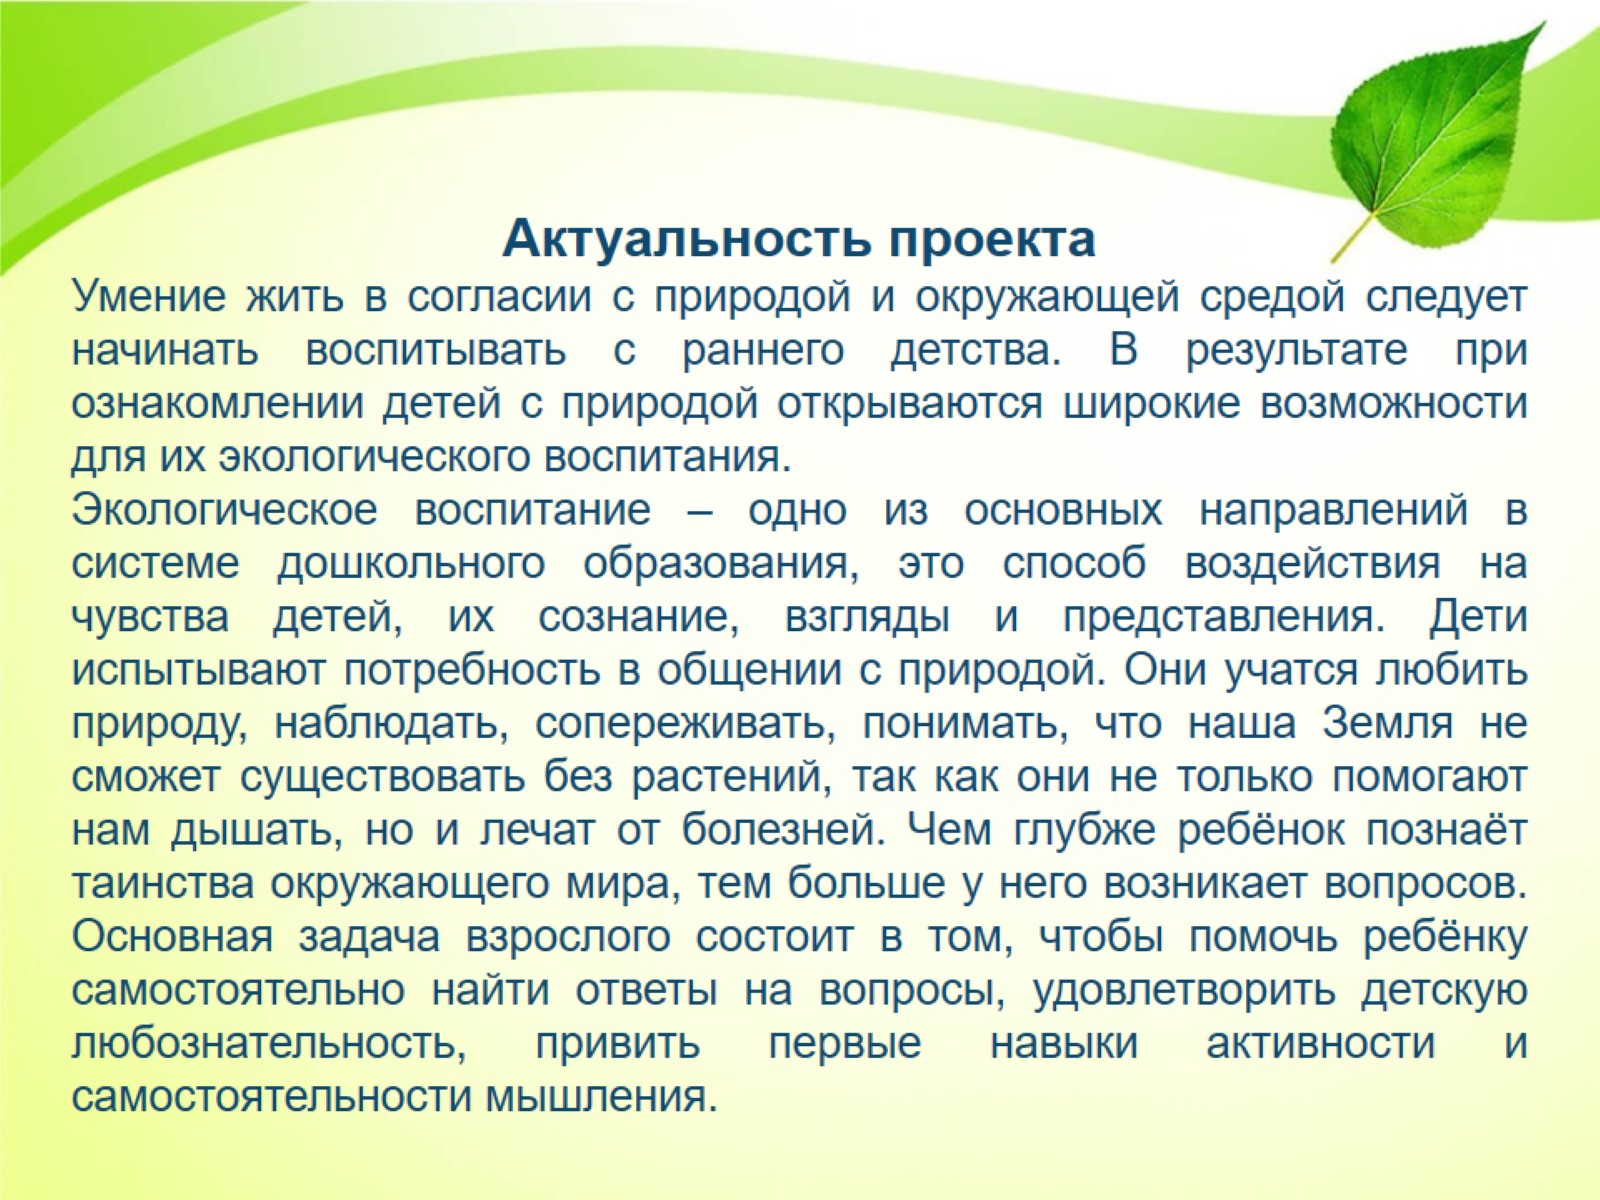 Актуальность проекта
Умение жить в согласии с природой и окружающей средой следует
начинать воспитывать с раннего детства. В результате при
ознакомлении детей с природой открываются широкие возможности
для их экологического воспитания.
Экологическое воспитание – одно из основных направлений в
системе дошкольного образования, это способ воздействия на
чувства детей, их сознание, взгляды и представления. Дети
испытывают потребность в общении с природой. Они учатся любить
природу, наблюдать, сопереживать, понимать, что наша Земля не
сможет существовать без растений, так как они не только помогают
нам дышать, но и лечат от болезней. Чем глубже ребёнок познаёт
таинства окружающего мира, тем больше у него возникает вопросов.
Основная задача взрослого состоит в том, чтобы помочь ребёнку
самостоятельно найти ответы на вопросы, удовлетворить детскую
любознательность, привить первые навыки активности и
самостоятельности мышления.